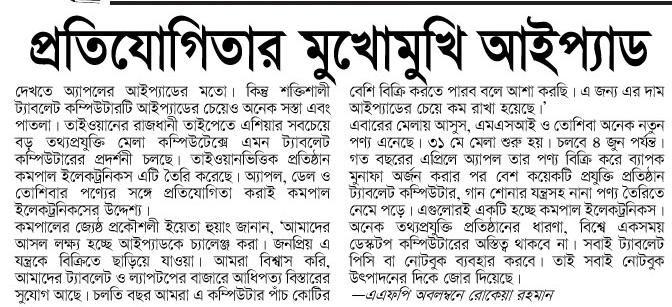 প্রতিযোগিতার মুখোমুখি আইপ্যাড
দেখতে অ্যাপলের আইপ্যাডের মতো। কিন্তু শক্তিশালী
ট্যাবলেট কম্পিউটারটি আইপ্যাডের চেয়েও অনেক সস্তা এবং
পাতলা। তাইওয়ানের রাজধানী তাইপেতে এশিয়ার সবচেয়ে
বড় তথ্যপ্রযুক্তি মেলা কম্পিউটেক্সে এমন ট্যাবলেট
কম্পিউটারের প্রদর্শনী চলছে। তাইওয়ানভিত্তিক প্রতিষ্ঠান
কমপাল ইলেকট্রনিকস এটি তৈরি করেছে। অ্যাপল, ডেল ও
তোশিবার পণ্যের সঙ্গে প্রতিযোগিতা করাই কমপাল
ইলেকট্রনিকসের উদ্দেশ্য।
কমপালের জ্যেষ্ঠ প্রকৌশলী ইয়েতা হুয়াং জানান, 'আমাদের
আসল লক্ষ্য হচ্ছে আইপ্যাডকে চ্যালেঞ্জ করা। জনপ্রিয় এ
যন্ত্রকে বিক্রিতে ছাড়িয়ে যাওয়া। আমরা বিশ্বাস করি,
আমাদের ট্যাবলেট ও ল্যাপটপের বাজারে আধিপত্য বিস্তারের
সুযোগ আছে। চলতি বছর আমরা এ কম্পিউটার পাঁচ কোটির
বেশি বিক্রি করতে পারব বলে আশা করছি। এ জন্য এর দাম
আইপ্যাডের চেয়ে কম রাখা হয়েছে।'
এবারের মেলায় আসুস, এমএসআই ও তোশিবা অনেক নতুন
পণ্য এনেছে। ৩১ মে মেলা শুরু হয়। চলবে ৪ জুন পর্যন্ত।
গত বছরের এপ্রিলে অ্যাপল তার পণ্য বিক্রি করে ব্যাপক
মুনাফা অর্জন করার পর বেশ কয়েকটি প্রযুক্তি প্রতিষ্ঠান
ট্যাবলেট কম্পিউটার, গান শোনার যন্ত্রসহ নানা পণ্য তৈরিতে
নেমে পড়ে। এগুলোরই একটি হচ্ছে কমপাল ইলেকট্রনিকস।
অনেক তথ্যপ্রযুক্তি প্রতিষ্ঠানের ধারণা, বিশ্বে একসময়
ডেস্কটপ কম্পিউটারের অস্তিত্ব থাকবে না। সবাই ট্যাবলেট
পিসি বা নোটবুক ব্যবহার করবে। তাই সবাই নোটবুক
উৎপাদনের দিকে জোর দিয়েছে।
—এএফপি অবলম্বনে রোকেয়া রহমান